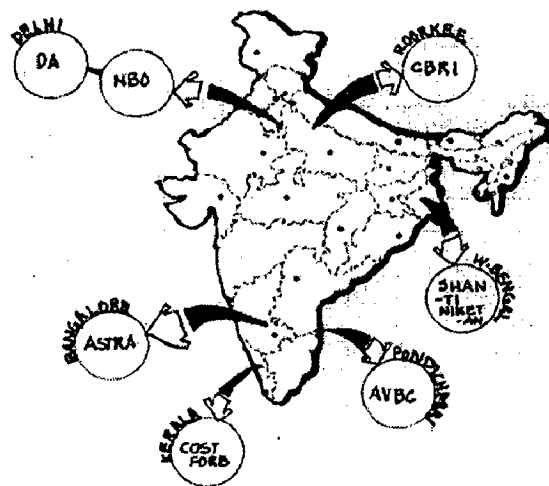 DELHI
DA
NBO
ROORKEE
CBRI
W.BENGAL
SHAN
-TI
NIKET
-AN
BANGALORE
ASTRA
PONDICHERRY
AVBC
KERALA
COST
FORD